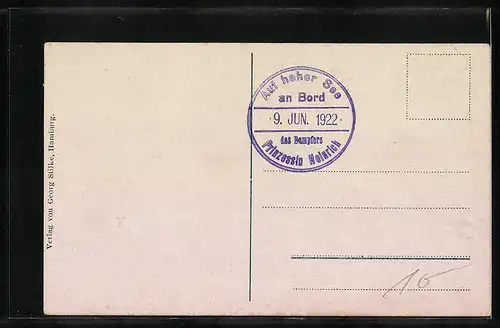 Auf hoher See
an Bord
9. JUN. 1922
des Dampfers
Prinzessin Heinrich
Verlag von Georg Stilke, Hamburg.
16